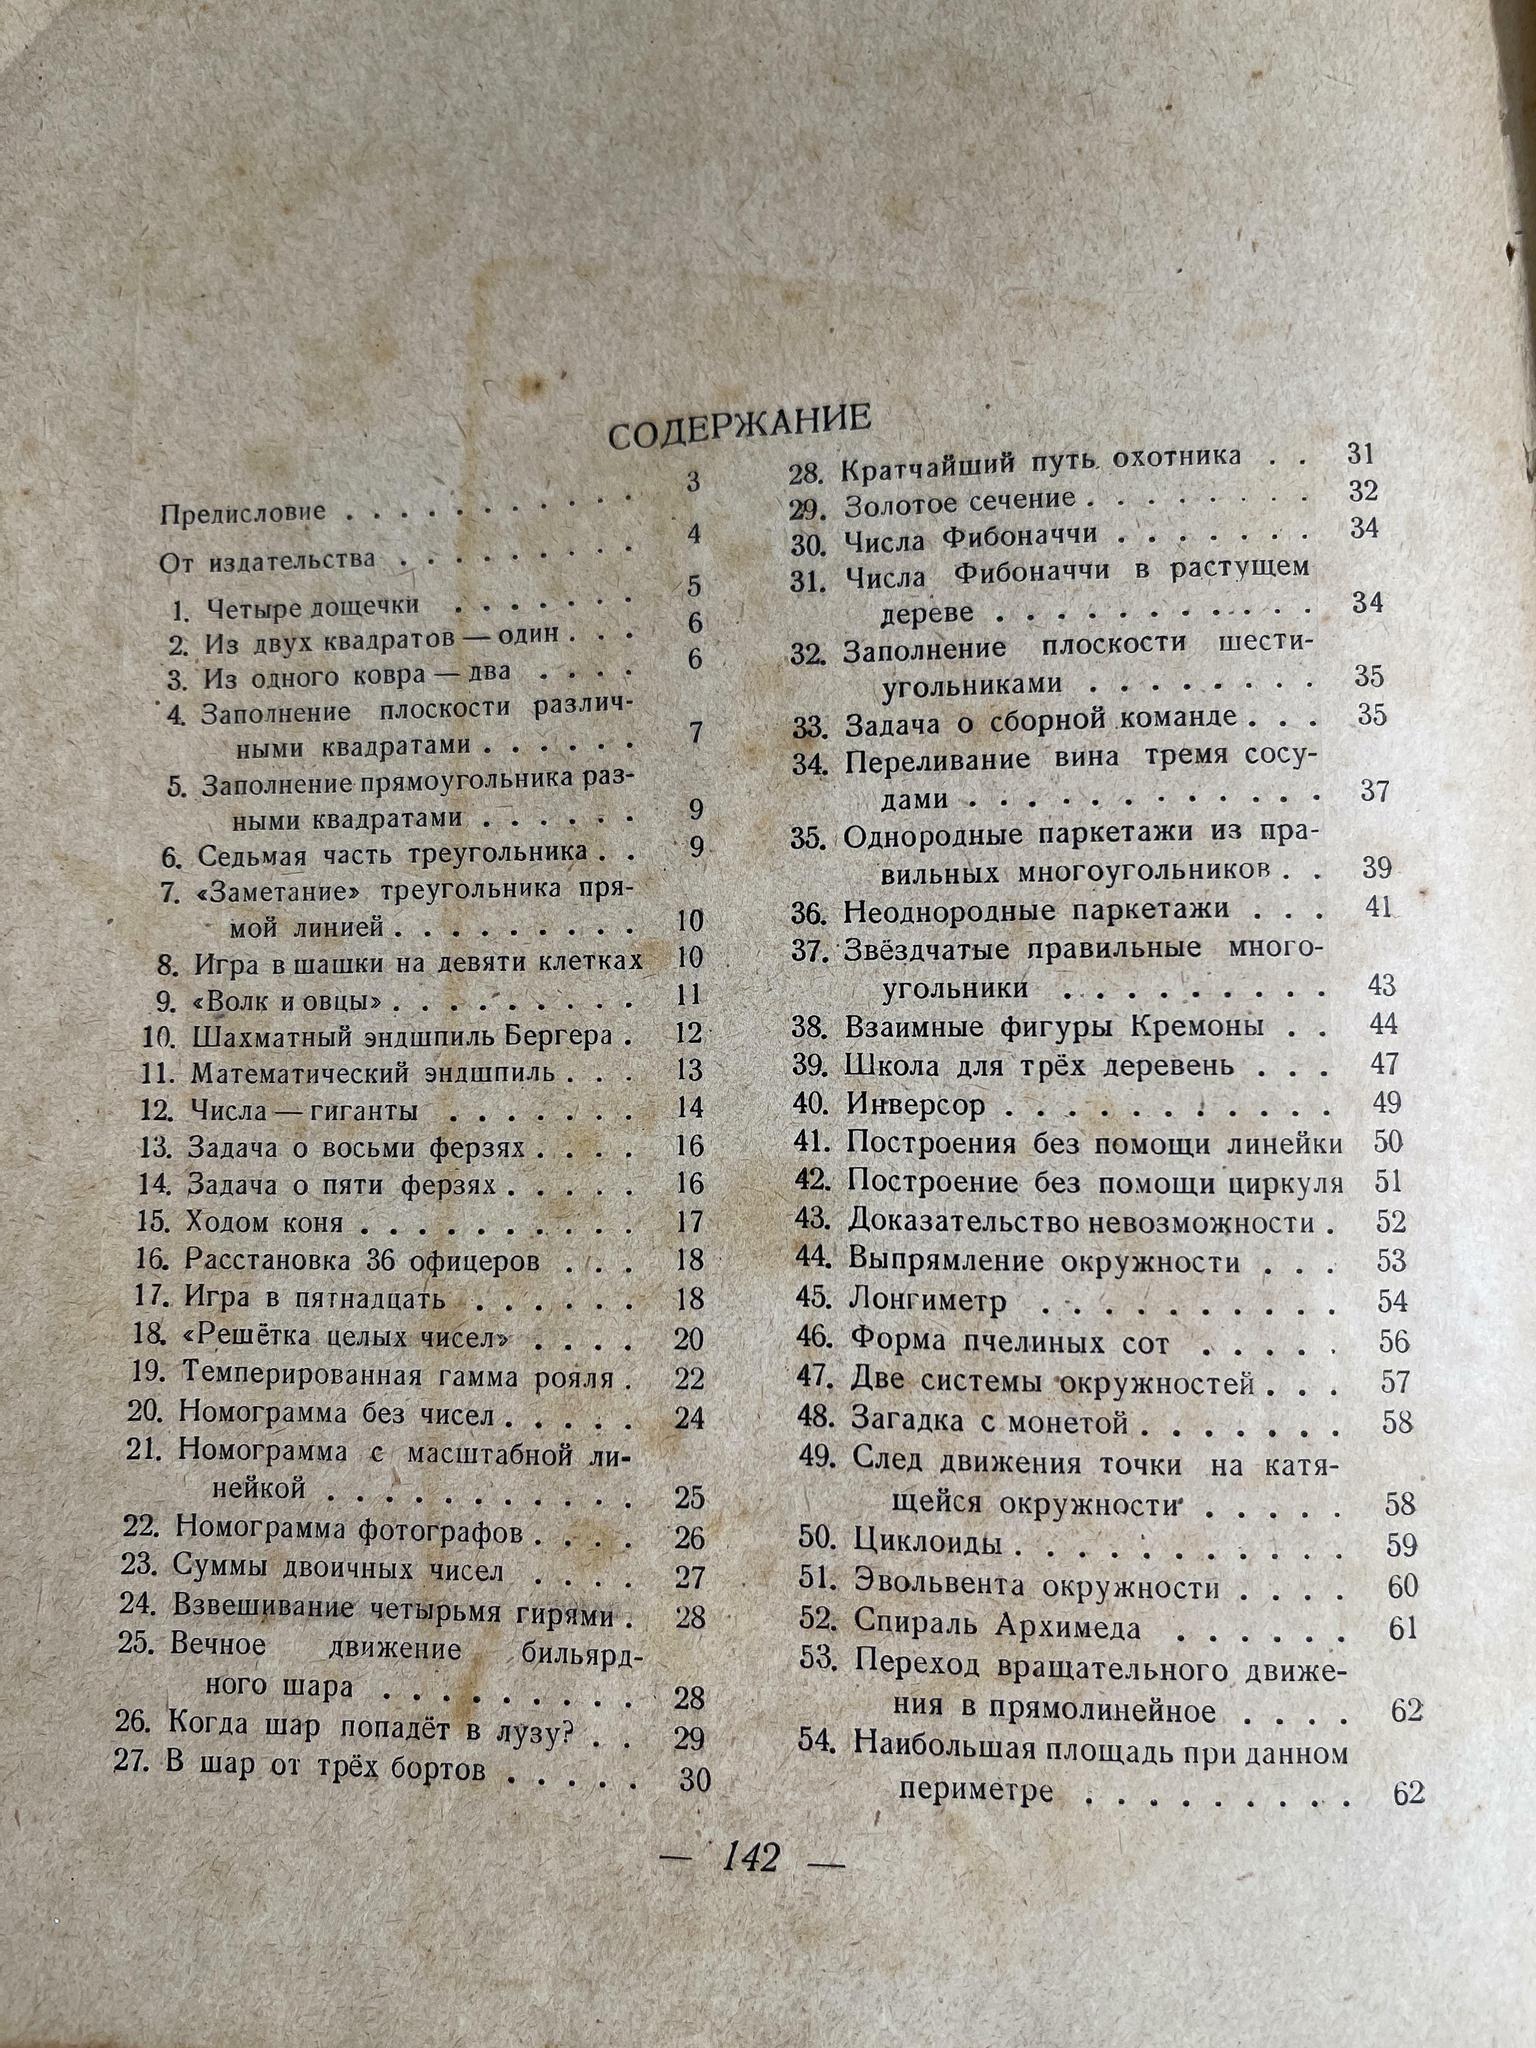 СОДЕРЖАНИЕ
Предисловие . . . . . . . . . . . 3
От издательства . . . . . . . . . 4
1. Четыре дощечки . . . . . . . 5
2. Из двух квадратов — один . . . 6
3. Из одного ковра — два . . . . 6
4. Заполнение плоскости различ-
ными квадратами . . . . . . 7
5. Заполнение прямоугольника раз-
ными квадратами . . . . . . 9
6. Седьмая часть треугольника . . 9
7. «Заметание» треугольника пря-
мой линией . . . . . . . . . 10
8. Игра в шашки на девяти клетках 10
9. «Волк и овцы» . . . . . . . . . 11
10. Шахматный эндшпиль Бергера . 12
11. Математический эндшпиль . . . 13
12. Числа — гиганты . . . . . . . 14
13. Задача о восьми ферзях . . . . 16
14. Задача о пяти ферзях . . . . . 16
15. Ходом коня . . . . . . . . . . 17
16. Расстановка 36 офицеров . . . 18
17. Игра в пятнадцать . . . . . . 18
18. «Решётка целых чисел» . . . . 20
19. Темперированная гамма рояля . 22
20. Номограмма без чисел . . . . . 24
21. Номограмма с масштабной ли-
нейкой . . . . . . . . . . . 25
22. Номограмма фотографов . . . . 26
23. Суммы двоичных чисел . . . . 27
24. Взвешивание четырьмя гирями . 28
25. Вечное движение бильярд-
ного шара . . . . . . . . . 28
26. Когда шар попадёт в лузу? . . 29
27. В шар от трёх бортов . . . . . 30
28. Кратчайший путь охотника . . 31
29. Золотое сечение . . . . . . . . 32
30. Числа Фибоначчи . . . . . . . 34
31. Числа Фибоначчи в растущем
дереве . . . . . . . . . . . 34
32. Заполнение плоскости шести-
угольниками . . . . . . . . 35
33. Задача о сборной команде . . . 35
34. Переливание вина тремя сосу-
дами . . . . . . . . . . . . 37
35. Однородные паркетажи из пра-
вильных многоугольников . . 39
36. Неоднородные паркетажи . . . 41
37. Звёздчатые правильные много-
угольники . . . . . . . . . 43
38. Взаимные фигуры Кремоны . . 44
39. Школа для трёх деревень . . . 47
40. Инверсор . . . . . . . . . . . 49
41. Построения без помощи линейки 50
42. Построение без помощи циркуля 51
43. Доказательство невозможности . 52
44. Выпрямление окружности . . . 53
45. Лонгиметр . . . . . . . . . . 54
46. Форма пчелиных сот . . . . . 56
47. Две системы окружностей . . . 57
48. Загадка с монетой . . . . . . . 58
49. След движения точки на катя-
щейся окружности . . . . . 58
50. Циклоиды . . . . . . . . . . . 59
51. Эвольвента окружности . . . . 60
52. Спираль Архимеда . . . . . . 61
53. Переход вращательного движе-
ния в прямолинейное . . . . 62
54. Наибольшая площадь при данном
периметре . . . . . . . . . 62
— 142 —